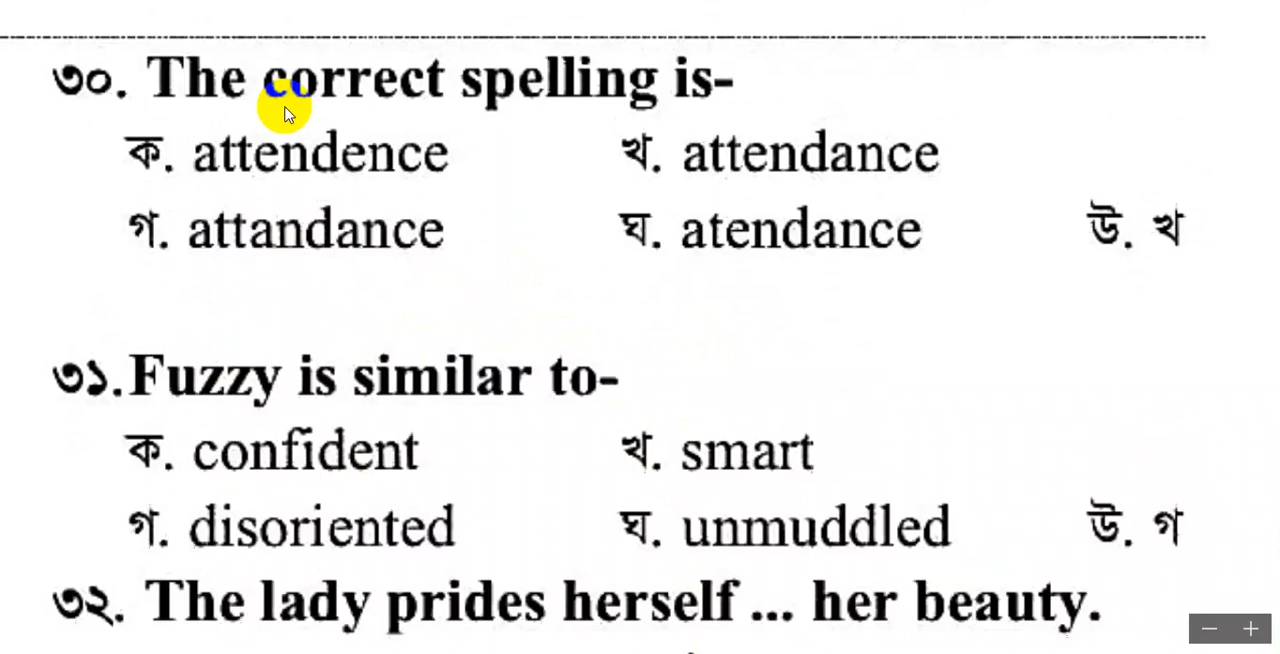 ৩০. The correct spelling is-
ক. attendence খ. attendance
গ. attandance ঘ. atendance উ. খ
৩১.Fuzzy is similar to-
ক. confident খ. smart
গ. disoriented ঘ. unmuddled উ. গ
৩২. The lady prides herself ... her beauty.